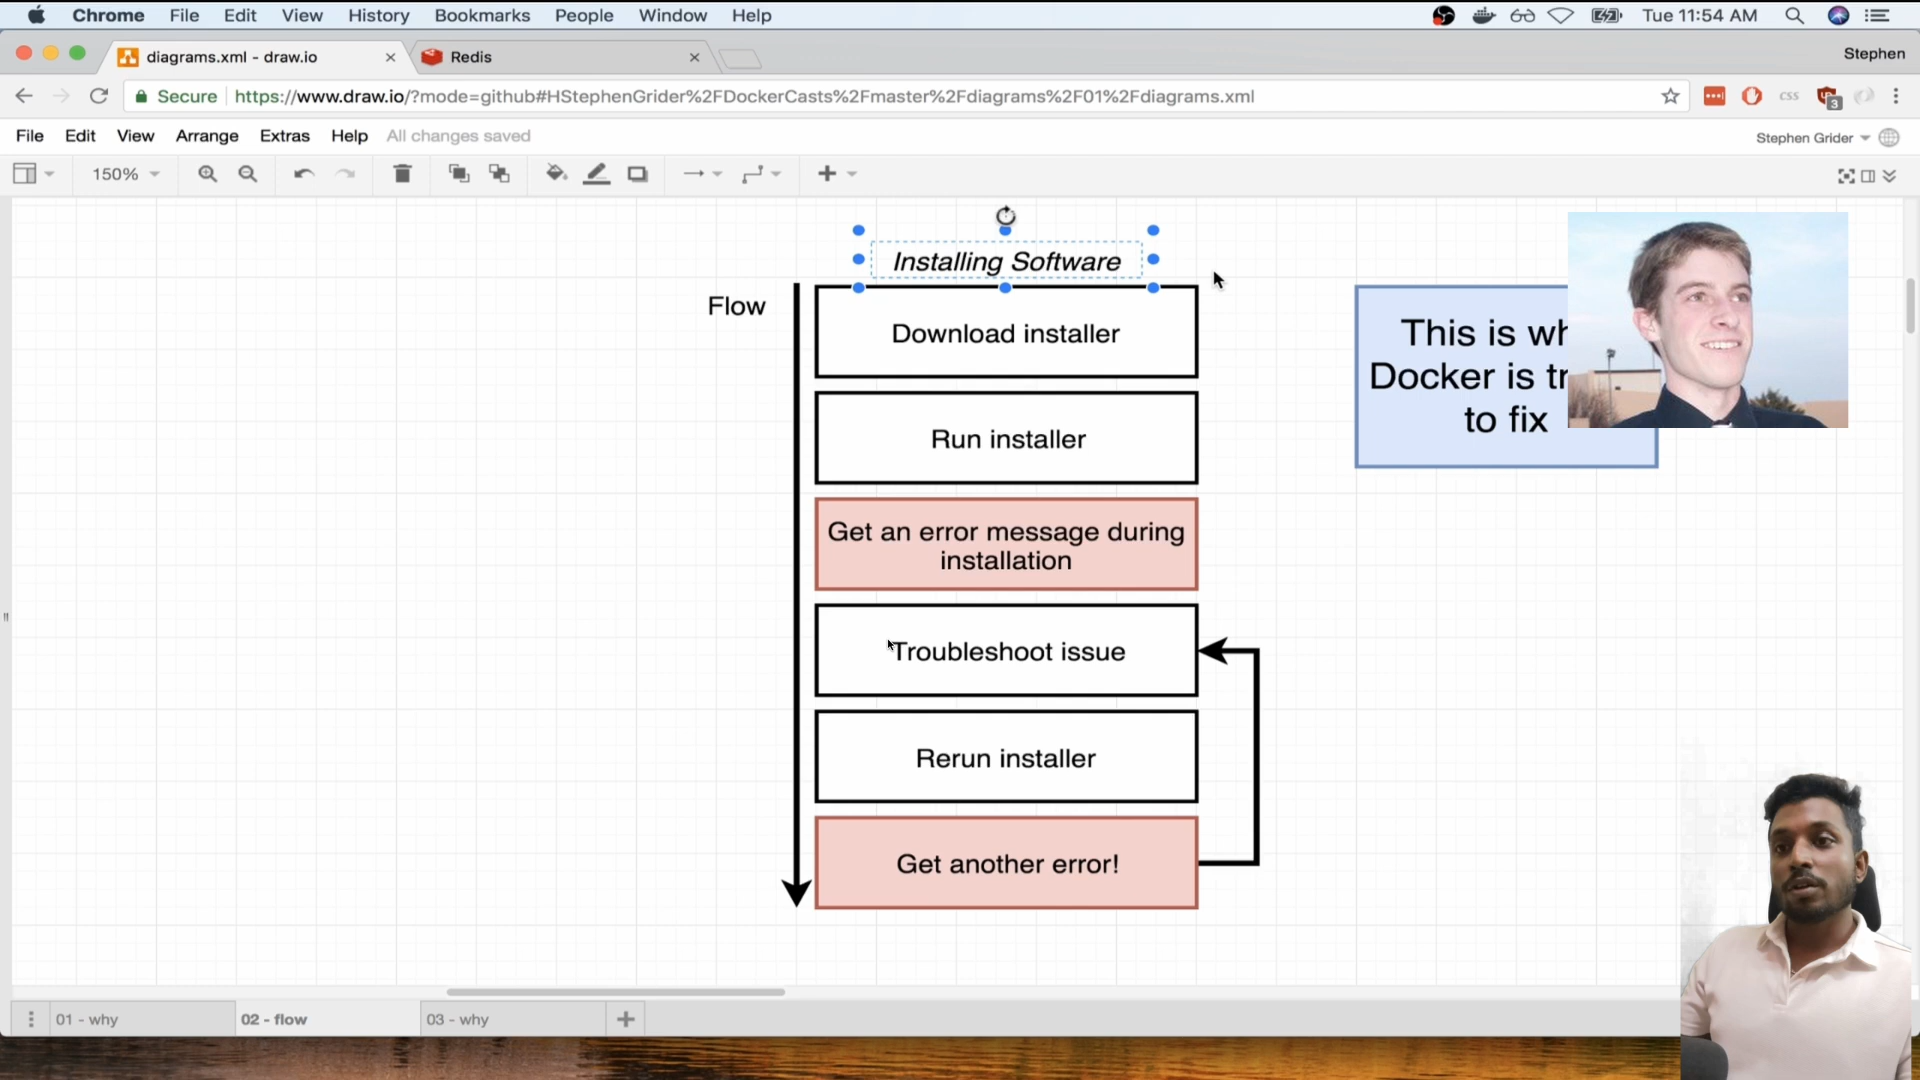 Chrome File Edit View History Bookmarks People Window Help
Tue 11:54 AM
diagrams.xml - draw.io
Redis
Stephen
Secure https://www.draw.io/?mode=github#HStephenGrider%2FDockerCasts%2Fmaster%2Fdiagrams%2F01%2Fdiagrams.xml
css
3
File Edit View Arrange Extras Help All changes saved
Stephen Grider
150%
Installing Software
Flow
Download installer
Run installer
Get an error message during
installation
Troubleshoot issue
Rerun installer
Get another error!
This is
Docker is
to fix
01 - why
02 - flow
03 - why